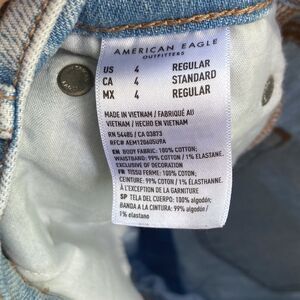 AMERICAN EAGLE
OUTFITTERS
US 4 REGULAR
CA 4 STANDARD
MX 4 REGULAR
MADE IN VIETNAM / FABRIQUÉ AU
VIETNAM / HECHO EN VIETNAM
RN 54485 / CA 03873
RFC# AEM120605U9A
EN BODY FABRIC: 100% COTTON;
WAISTBAND: 99% COTTON / 1% ELASTANE.
EXCLUSIVE OF DECORATION
FR TISSU FERME: 100% COTON;
CEINTURE: 99% COTON / 1% ÉLASTHANNE.
À L'EXCEPTION DE LA GARNITURE
SP TELA DEL CUERPO: 100% algodón;
BANDA A LA CINTURA: 99% algodón /
1% elastano